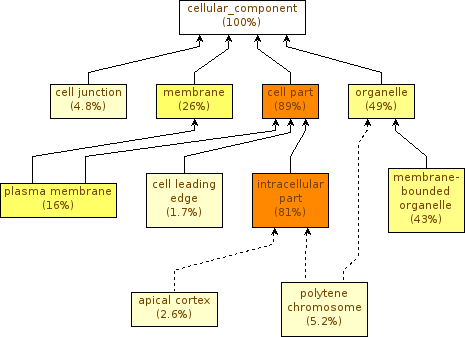 cellular_component
(100%)
cell junction
(4.8%)
membrane
(26%)
cell part
(89%)
organelle
(49%)
plasma membrane
(16%)
cell leading
edge
(1.7%)
intracellular
part
(81%)
membrane-
bounded
organelle
(43%)
apical cortex
(2.6%)
polytene
chromosome
(5.2%)